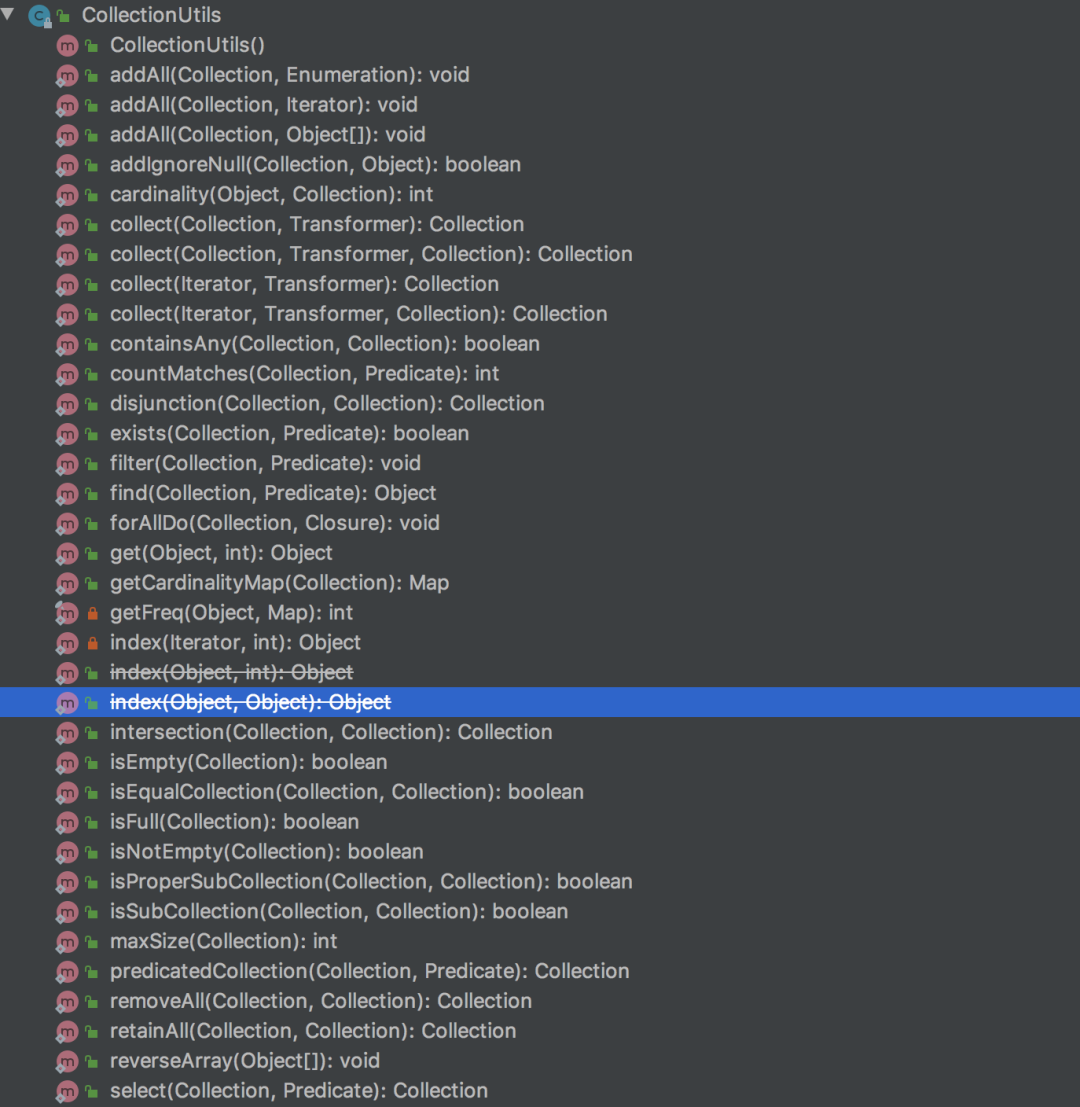 CollectionUtils
CollectionUtils()
addAll(Collection, Enumeration): void
addAll(Collection, Iterator): void
addAll(Collection, Object[]): void
addIgnoreNull(Collection, Object): boolean
cardinality(Object, Collection): int
collect(Collection, Transformer): Collection
collect(Collection, Transformer, Collection): Collection
collect(Iterator, Transformer): Collection
collect(Iterator, Transformer, Collection): Collection
containsAny(Collection, Collection): boolean
countMatches(Collection, Predicate): int
disjunction(Collection, Collection): Collection
exists(Collection, Predicate): boolean
filter(Collection, Predicate): void
find(Collection, Predicate): Object
forAllDo(Collection, Closure): void
get(Object, int): Object
getCardinalityMap(Collection): Map
getFreq(Object, Map): int
index(Iterator, int): Object
index(Object, int): Object
index(Object, Object): Object
intersection(Collection, Collection): Collection
isEmpty(Collection): boolean
isEqualCollection(Collection, Collection): boolean
isFull(Collection): boolean
isNotEmpty(Collection): boolean
isProperSubCollection(Collection, Collection): boolean
isSubCollection(Collection, Collection): boolean
maxSize(Collection): int
predicatedCollection(Collection, Predicate): Collection
removeAll(Collection, Collection): Collection
retainAll(Collection, Collection): Collection
reverseArray(Object[]): void
select(Collection, Predicate): Collection